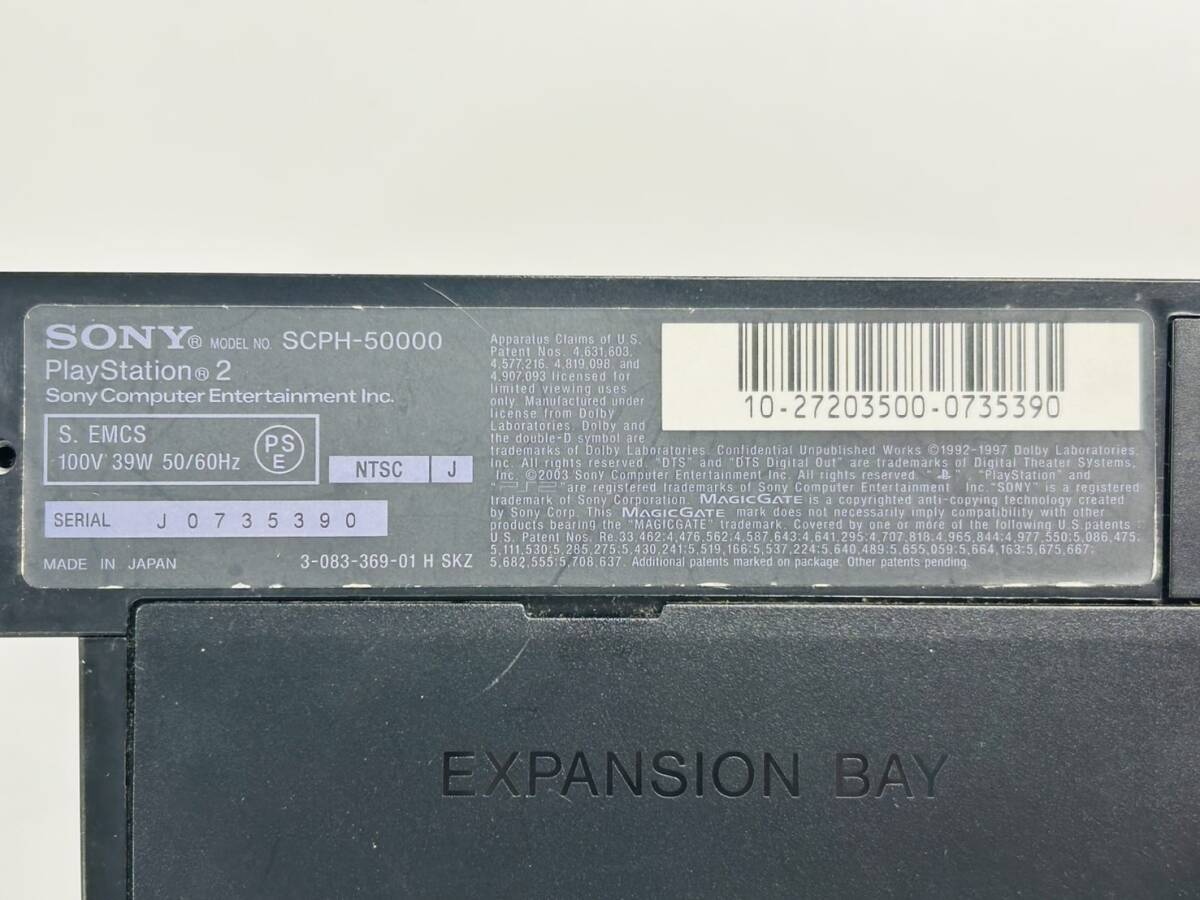 SONY® MODEL NO. SCPH-50000
PlayStation® 2
Sony Computer Entertainment Inc.
S. EMCS
100V 39W 50/60Hz
PS
E
NTSC J
SERIAL J 0 7 3 5 3 9 0
MADE IN JAPAN
3-083-369-01 H SKZ
Apparatus Claims of U.S.
Patent Nos. 4,631,603,
4,577,216, 4,819,098, and
4,907,093 licensed for
limited viewing uses
only. Manufactured under
license from Dolby
Laboratories. Dolby and
the double-D symbol are
trademarks of Dolby Laboratories. Confidential Unpublished Works ©1992-1997 Dolby Laboratories,
Inc. All rights reserved. "DTS" and "DTS Digital Out" are trademarks of Digital Theater Systems,
Inc. ©2003 Sony Computer Entertainment Inc. All rights reserved. " ", "PlayStation" and
"PS2" are registered trademarks of Sony Computer Entertainment Inc. "SONY" is a registered
trademark of Sony Corporation. MAGICGATE is a copyrighted anti-copying technology created
by Sony Corp. This MAGICGATE mark does not necessarily imply compatibility with other
products bearing the "MAGICGATE" trademark. Covered by one or more of the following U.S.patents :
U.S. Patent Nos. Re.33,462;4,476,562;4,587,643;4,641,295;4,707,818;4,965,844;4,977,550;5,086,475;
5,111,530;5,285,275;5,430,241;5,519,166;5,537,224;5,640,489;5,655,059;5,664,163;5,675,667;
5,682,555;5,708,637. Additional patents marked on package. Other patents pending.
10-27203500-0735390
EXPANSION BAY